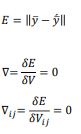 E = ‖ȳ − ŷ̄‖
∇= δE/δV = 0
∇ij= δE/δVij = 0